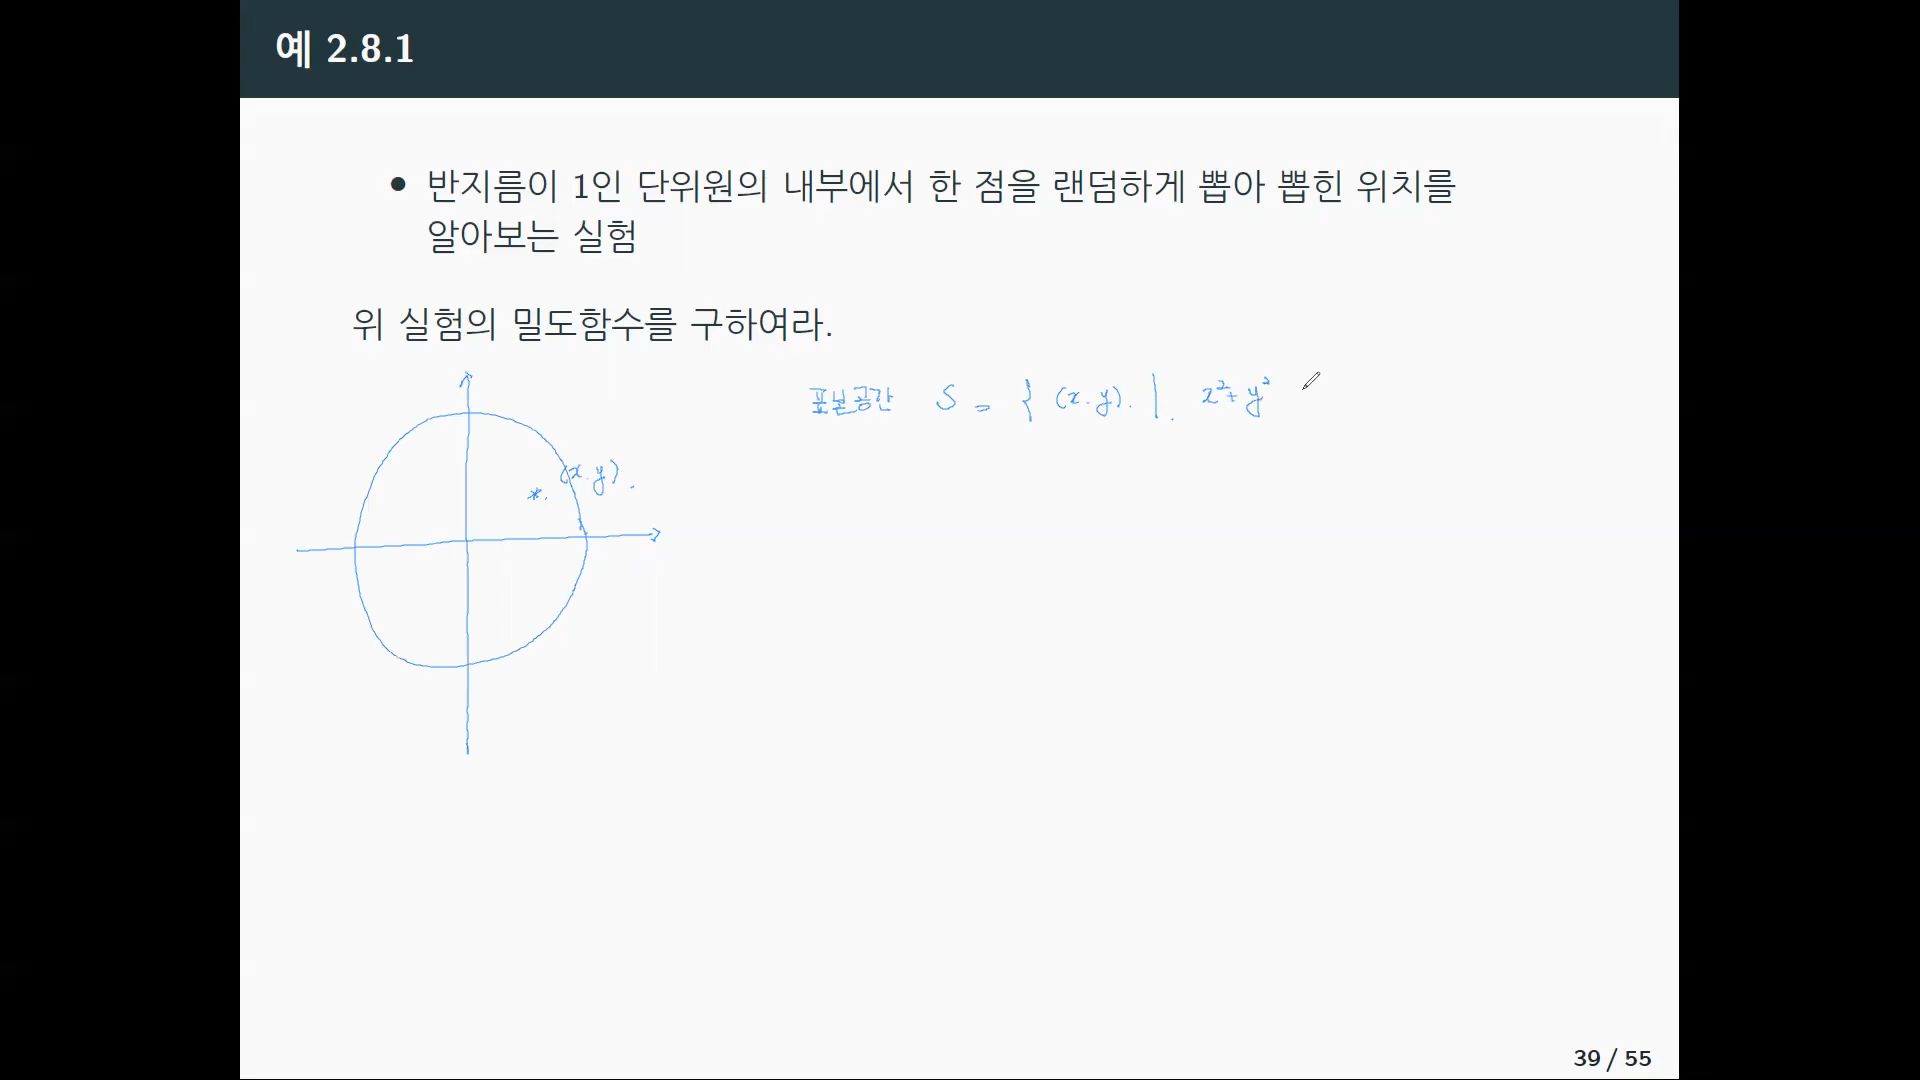 예 2.8.1
• 반지름이 1인 단위원의 내부에서 한 점을 랜덤하게 뽑아 뽑힌 위치를
알아보는 실험
위 실험의 밀도함수를 구하여라.
표본공간 S = { (x, y). | x² + y²
(x, y).
39 / 55